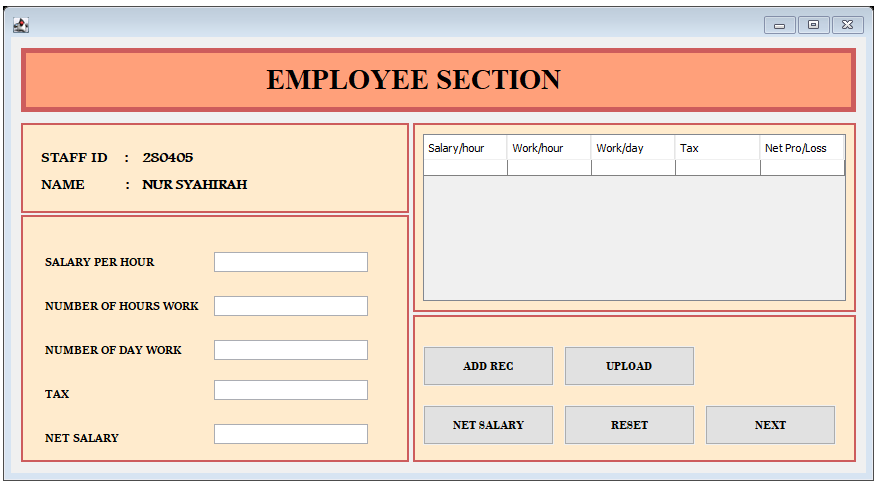 EMPLOYEE SECTION
STAFF ID : 280405
NAME : NUR SYAHIRAH
SALARY PER HOUR
NUMBER OF HOURS WORK
NUMBER OF DAY WORK
TAX
NET SALARY
Salary/hour Work/hour Work/day Tax Net Pro/Loss
ADD REC UPLOAD
NET SALARY RESET NEXT